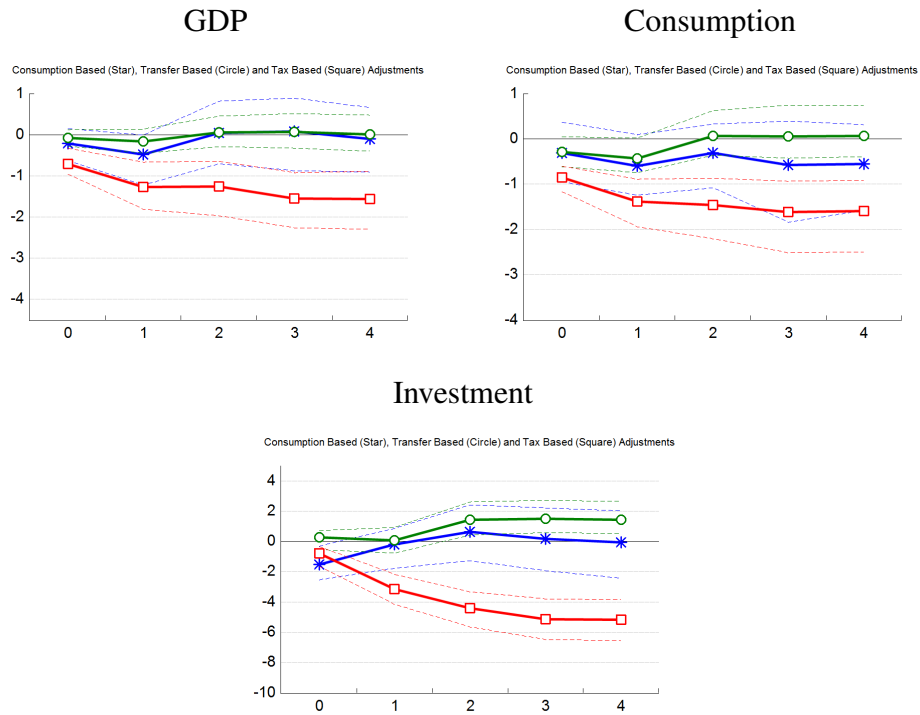 GDP
Consumption
Consumption Based (Star), Transfer Based (Circle) and Tax Based (Square) Adjustments
1
0
-1
-2
-3
-4
0 1 2 3 4
Consumption Based (Star), Transfer Based (Circle) and Tax Based (Square) Adjustments
1
0
-1
-2
-3
-4
0 1 2 3 4
Investment
Consumption Based (Star), Transfer Based (Circle) and Tax Based (Square) Adjustments
4
2
0
-2
-4
-6
-8
-10
0 1 2 3 4